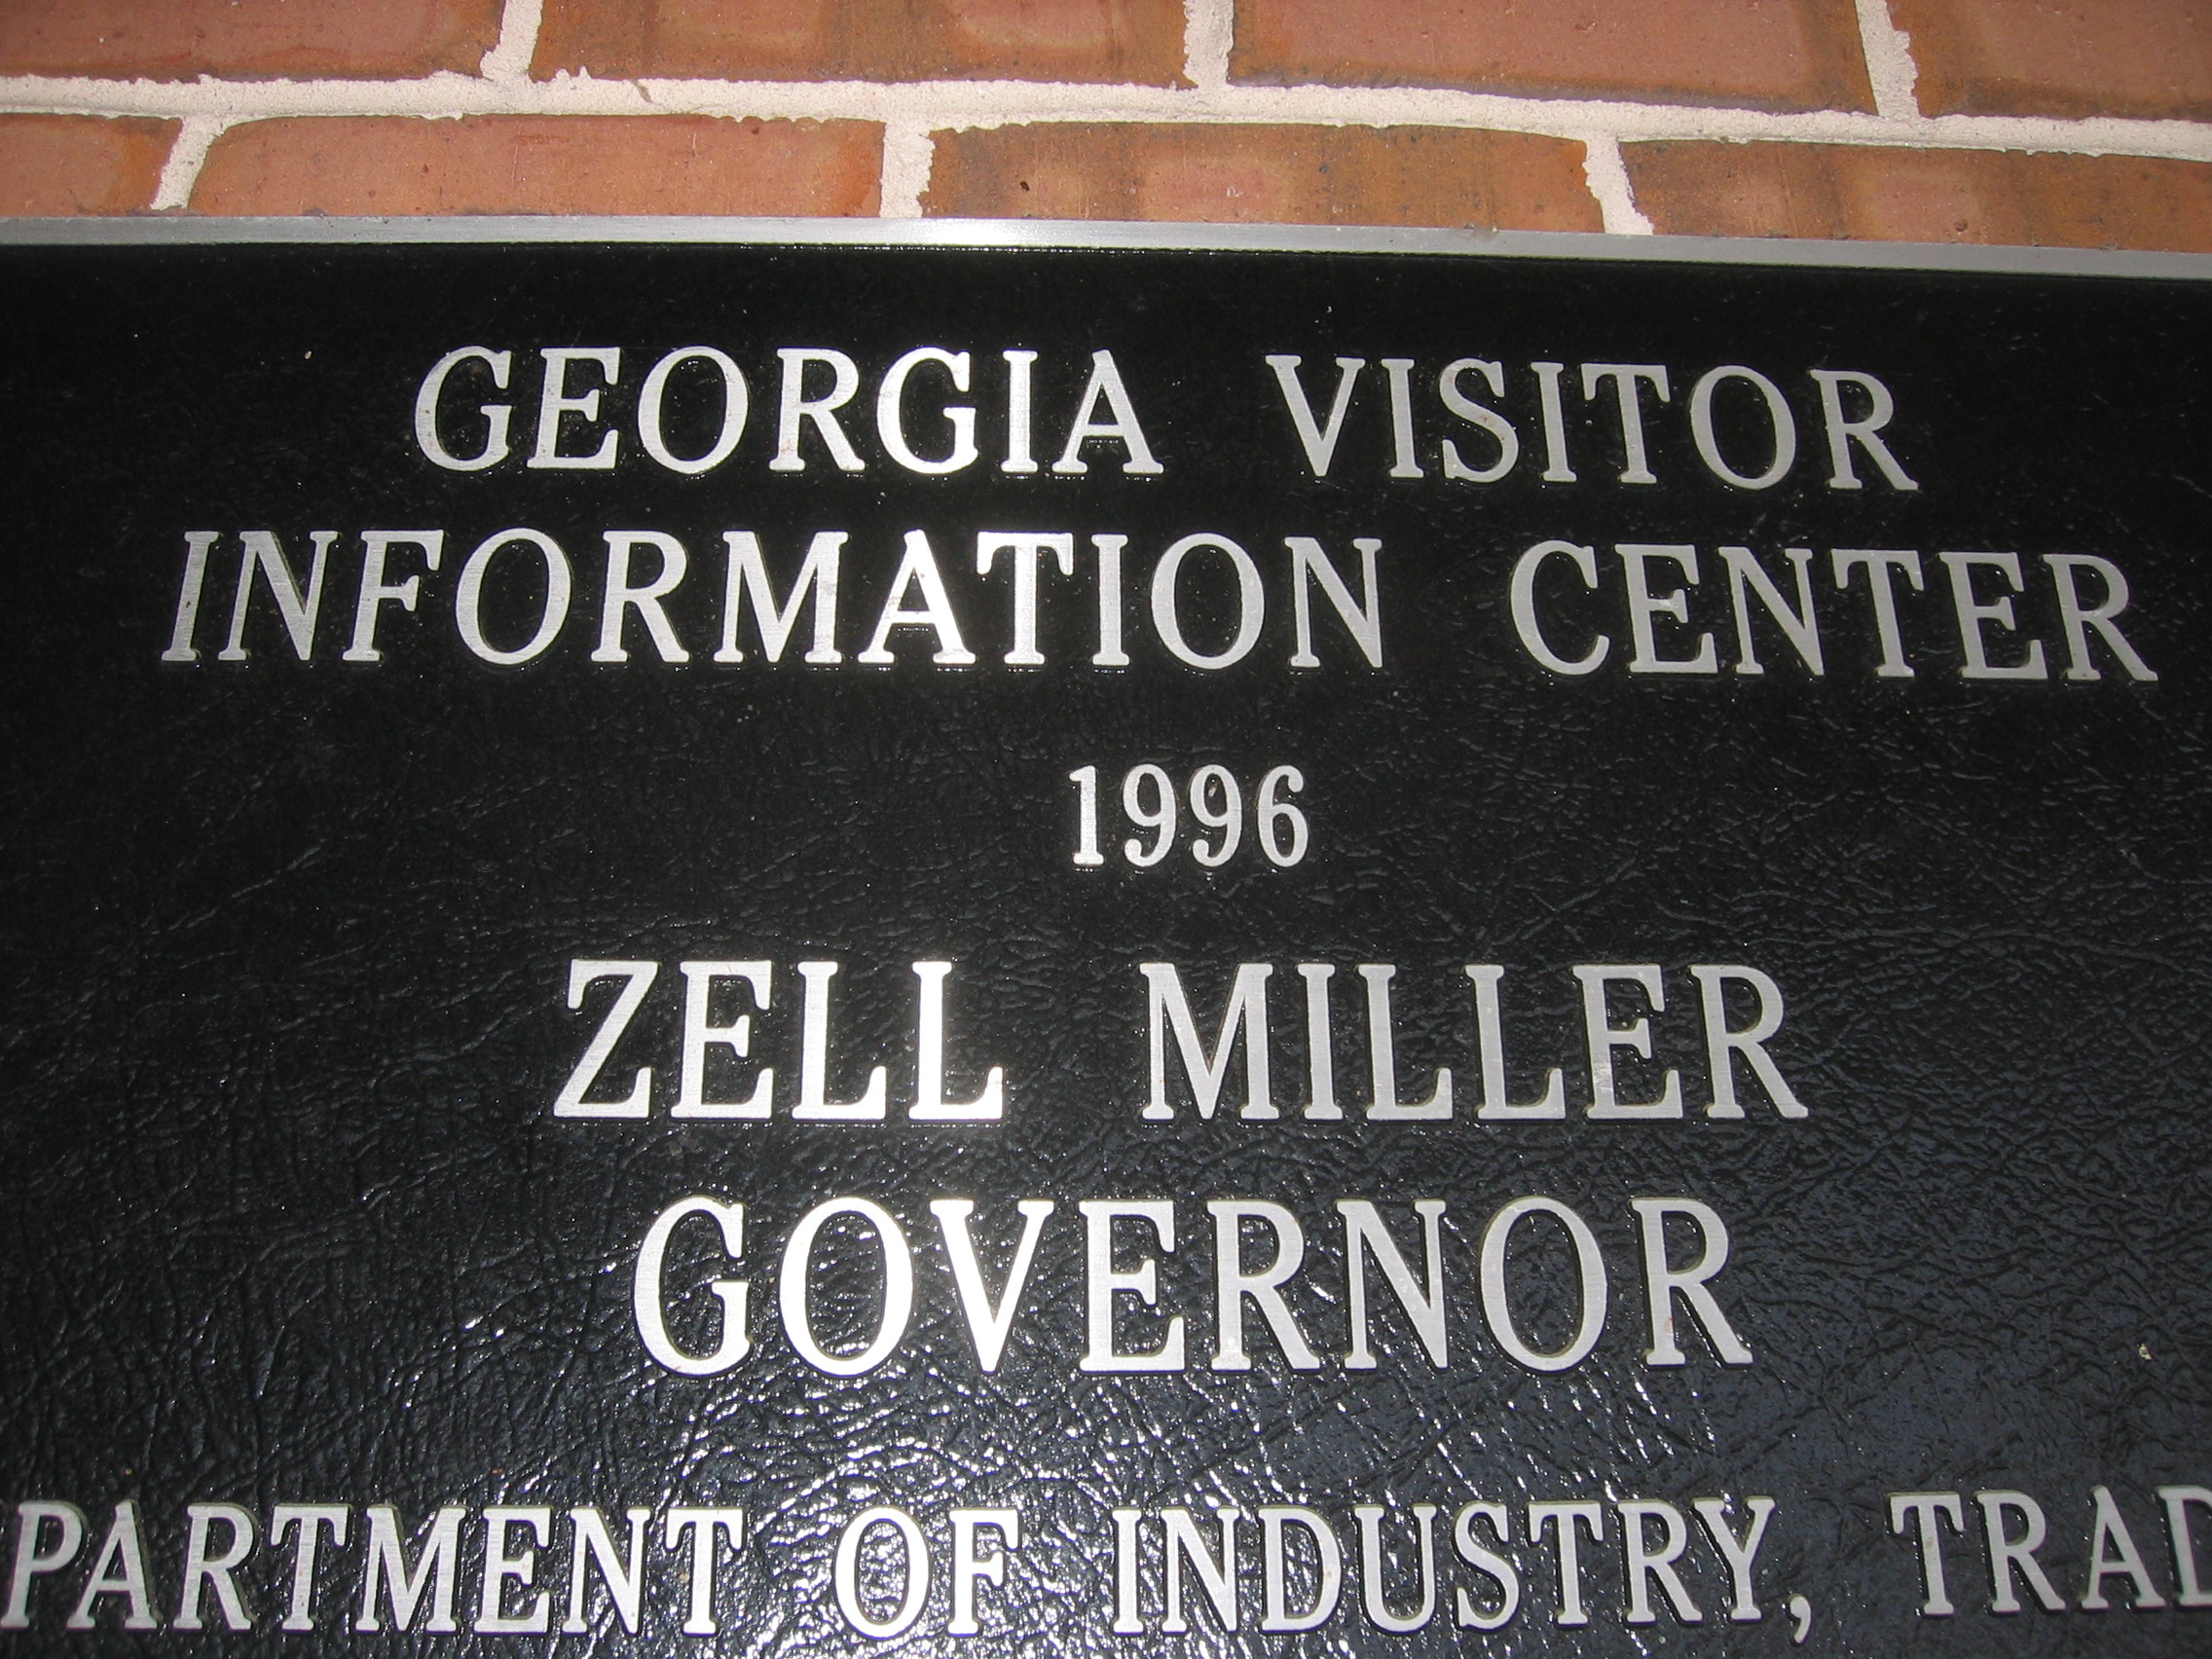 GEORGIA VISITOR
INFORMATION CENTER
1996
ZELL MILLER
GOVERNOR
PARTMENT OF INDUSTRY, TRAD